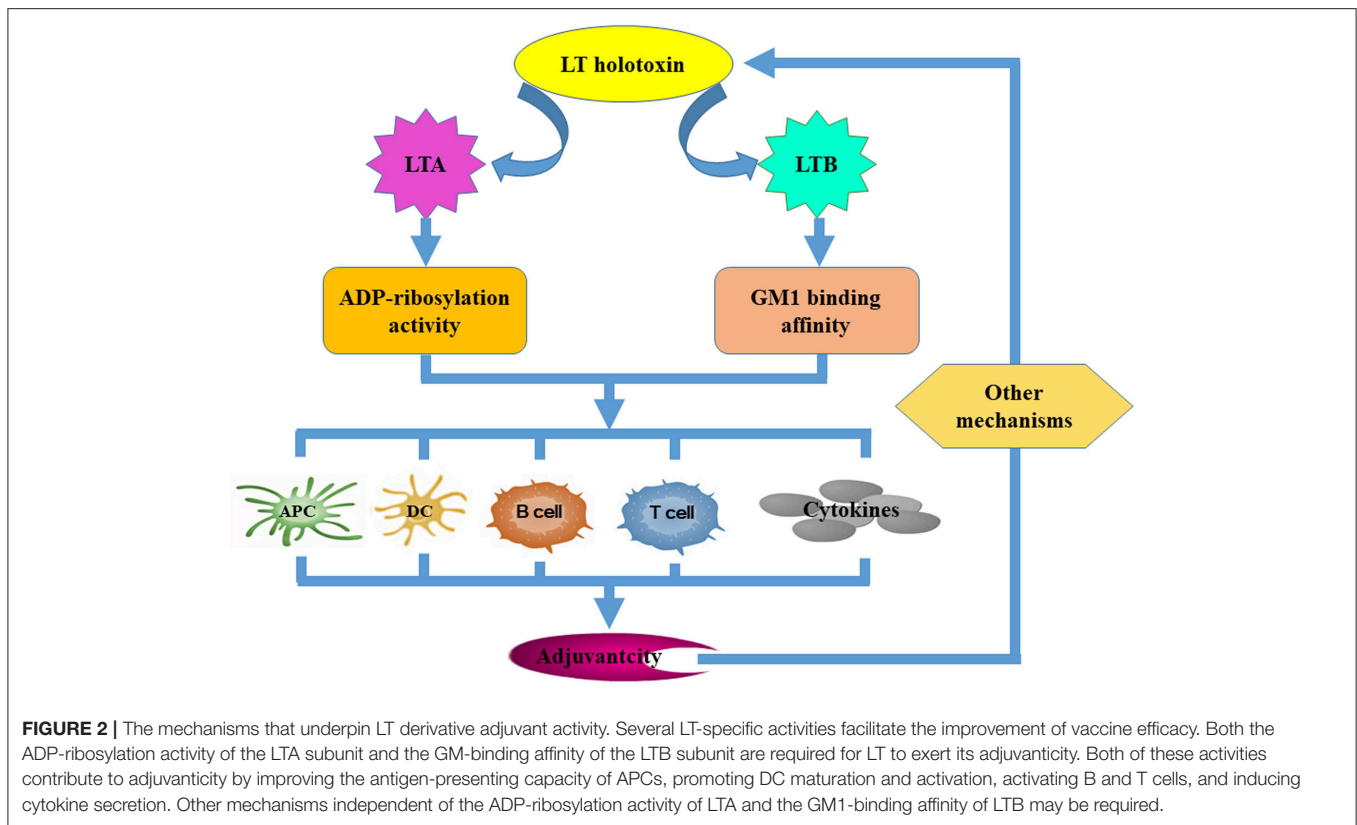 LT holotoxin
LTA
LTB
ADP-ribosylation
activity
GM1 binding
affinity
Other
mechanisms
APC
DC
B cell
T cell
Cytokines
Adjuvantcity
FIGURE 2 | The mechanisms that underpin LT derivative adjuvant activity. Several LT-specific activities facilitate the improvement of vaccine efficacy. Both the
ADP-ribosylation activity of the LTA subunit and the GM-binding affinity of the LTB subunit are required for LT to exert its adjuvanticity. Both of these activities
contribute to adjuvanticity by improving the antigen-presenting capacity of APCs, promoting DC maturation and activation, activating B and T cells, and inducing
cytokine secretion. Other mechanisms independent of the ADP-ribosylation activity of LTA and the GM1-binding affinity of LTB may be required.